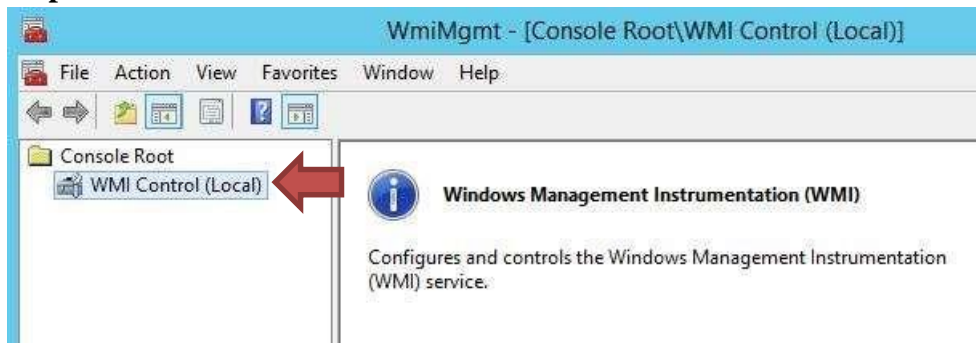 WmiMgmt - [Console Root\WMI Control (Local)]
File Action View Favorites Window Help
Console Root
WMI Control (Local)
Windows Management Instrumentation (WMI)
Configures and controls the Windows Management Instrumentation
(WMI) service.